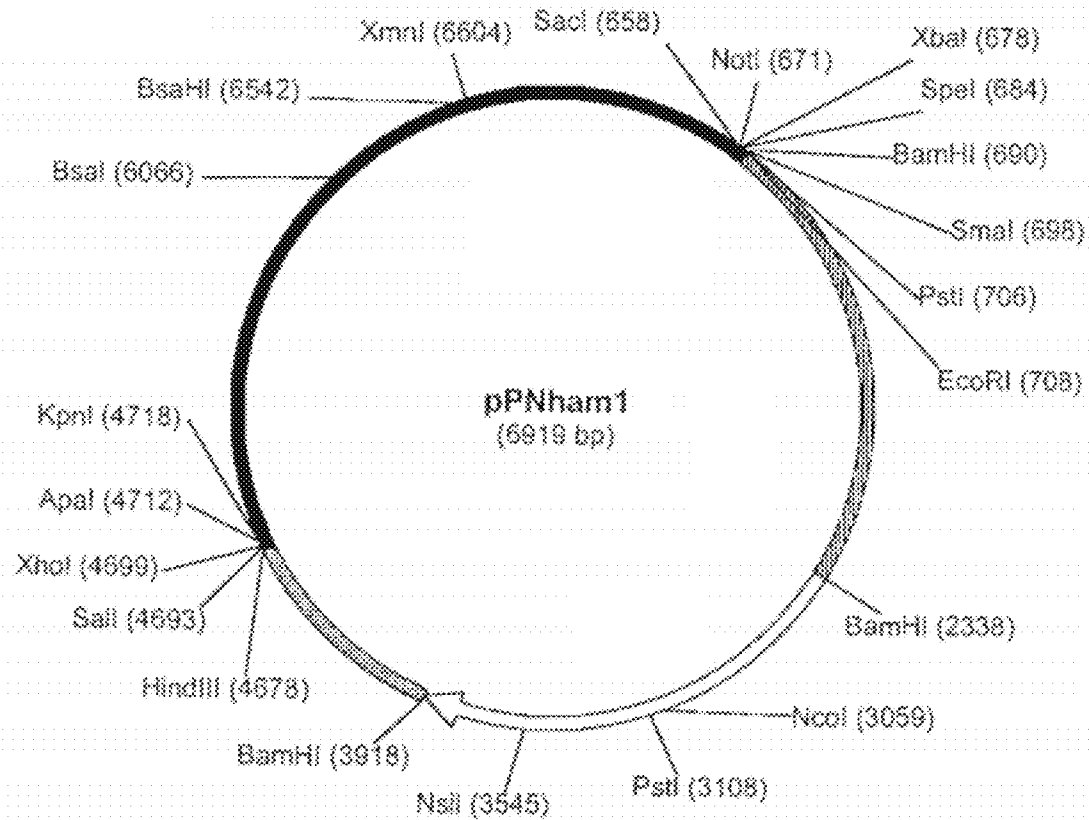 XmnI (6604)
SacI (658)
NotI (671)
XbaI (678)
SpeI (684)
BamHI (690)
SmaI (698)
PstI (706)
EcoRI (708)
BsaHI (6542)
BsaI (6066)
pPNham1
(6919 bp)
KpnI (4718)
ApaI (4712)
XhoI (4699)
SalI (4693)
HindIII (4678)
BamHI (3918)
NsiI (3545)
PstI (3108)
NcoI (3059)
BamHI (2338)